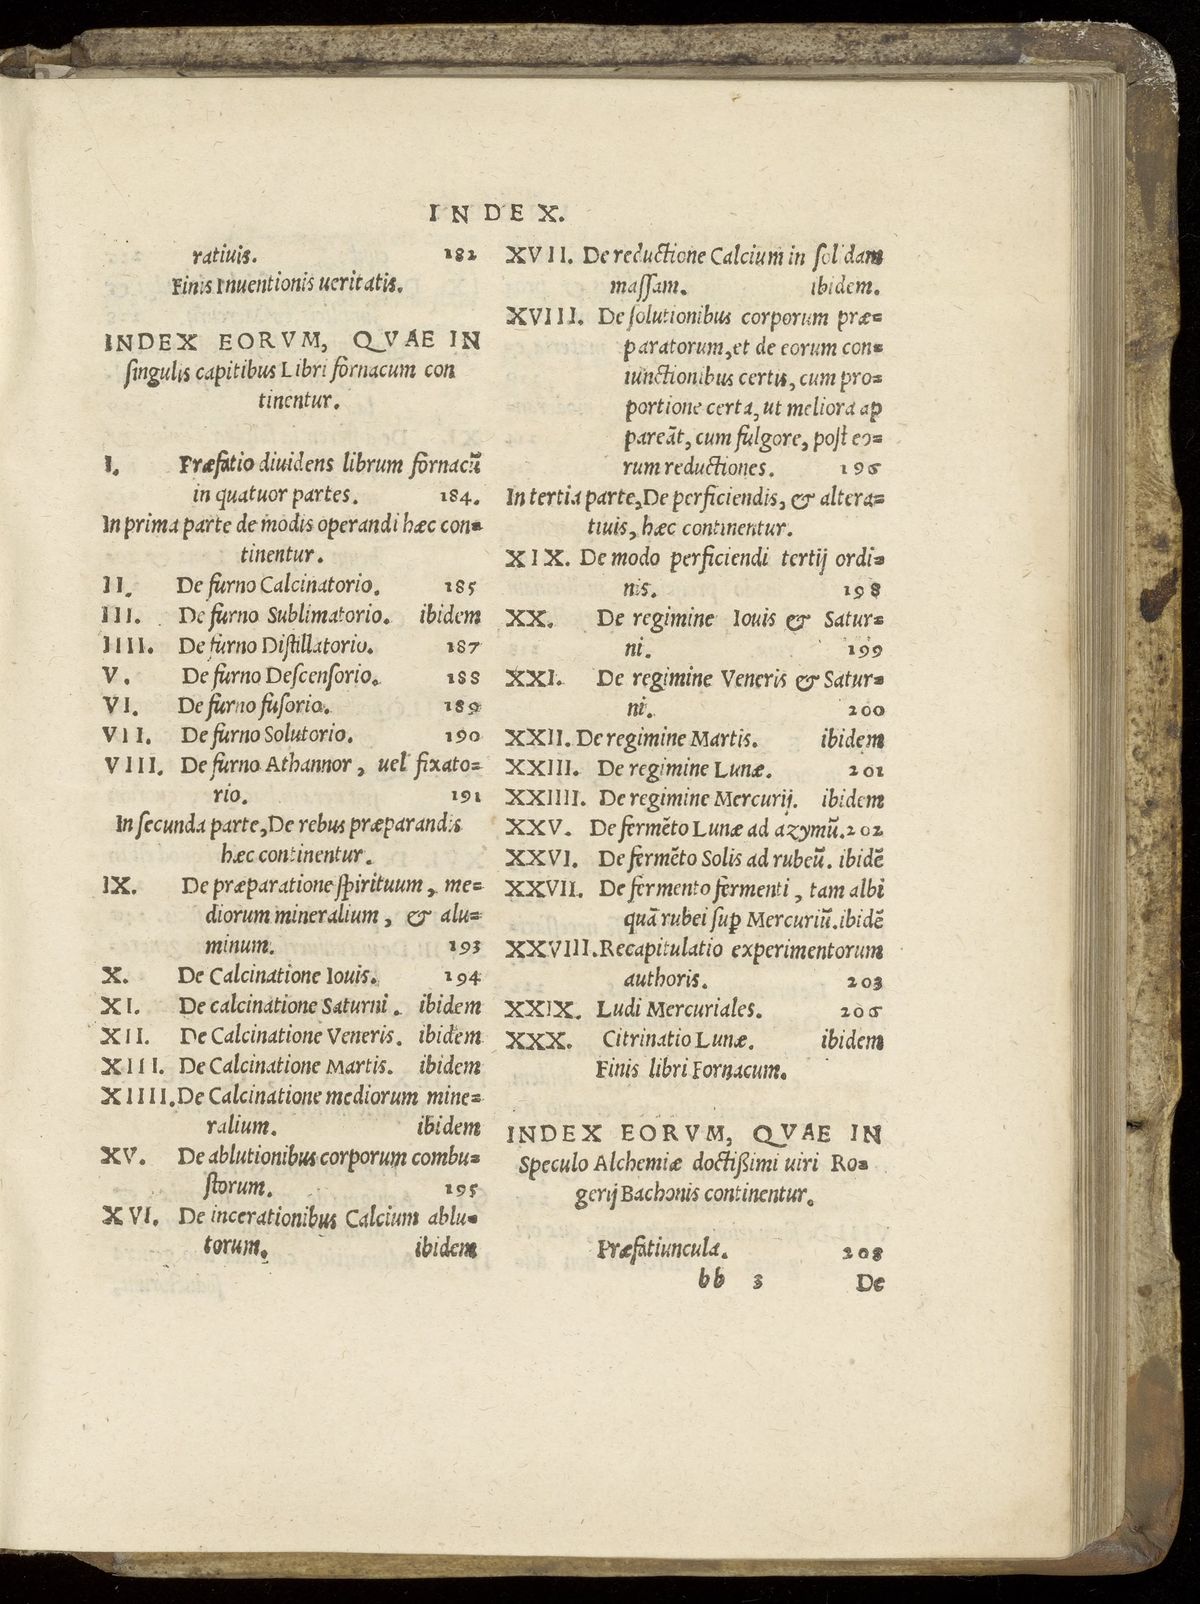 INDEX.
ratiuis. 182
Finis Inuentionis ueritatis.
INDEX EORVM, QVAE IN
singulis capitibus Libri fornacum con
tinentur.
I. Præfatio diuidens librum fornacũ
in quatuor partes. 184.
In prima parte de modis operandi hæc con=
tinentur.
II. De furno Calcinatorio. 185
III. De furno Sublimatorio. ibidem
IIII. De furno Distillatorio. 187
V. De furno Descensorio. 188
VI. De furno fusorio. 189
VII. De furno Solutorio. 190
VIII. De furno Athannor, uel fixato=
rio. 191
In secunda parte, De rebus præparandis
hæc continentur.
IX. De præparatione spirituum, me=
diorum mineralium, & alu=
minum. 193
X. De Calcinatione Iouis. 194
XI. De calcinatione Saturni. ibidem
XII. De Calcinatione Veneris. ibidem
XIII. De Calcinatione Martis. ibidem
XIIII. De Calcinatione mediorum mine=
ralium. ibidem
XV. De ablutionibus corporum combu=
storum. 195
XVI. De incerationibus Calcium ablu=
torum. ibidem
XVII. De reductione Calcium in solidam
massam. ibidem.
XVIII. De solutionibus corporum præ=
paratorum, et de eorum con=
iunctionibus certis, cum pro=
portione certa, ut meliora ap
pareãt, cum fulgore, post eo=
rum reductiones. 196
In tertia parte, De perficiendis, & altera=
tiuis, hæc continentur.
XIX. De modo perficiendi tertij ordi=
nis. 198
XX. De regimine Iouis & Satur=
ni. 199
XXI. De regimine Veneris & Satur=
ni. 200
XXII. De regimine Martis. ibidem
XXIII. De regimine Lunæ. 201
XXIIII. De regimine Mercurij. ibidem
XXV. De fermẽto Lunæ ad azymũ. 202
XXVI. De fermẽto Solis ad rubeũ. ibidẽ
XXVII. De fermento fermenti, tam albi
quã rubei sup̱ Mercuriũ. ibidẽ
XXVIII. Recapitulatio experimentorum
authoris. 203
XXIX. Ludi Mercuriales. 206
XXX. Citrinatio Lunæ. ibidem
Finis libri Fornacum.
INDEX EORVM, QVAE IN
Speculo Alchemiæ doctißimi uiri Ro=
gerij Bachonis continentur.
Præfatiuncula. 208
bb 3 De